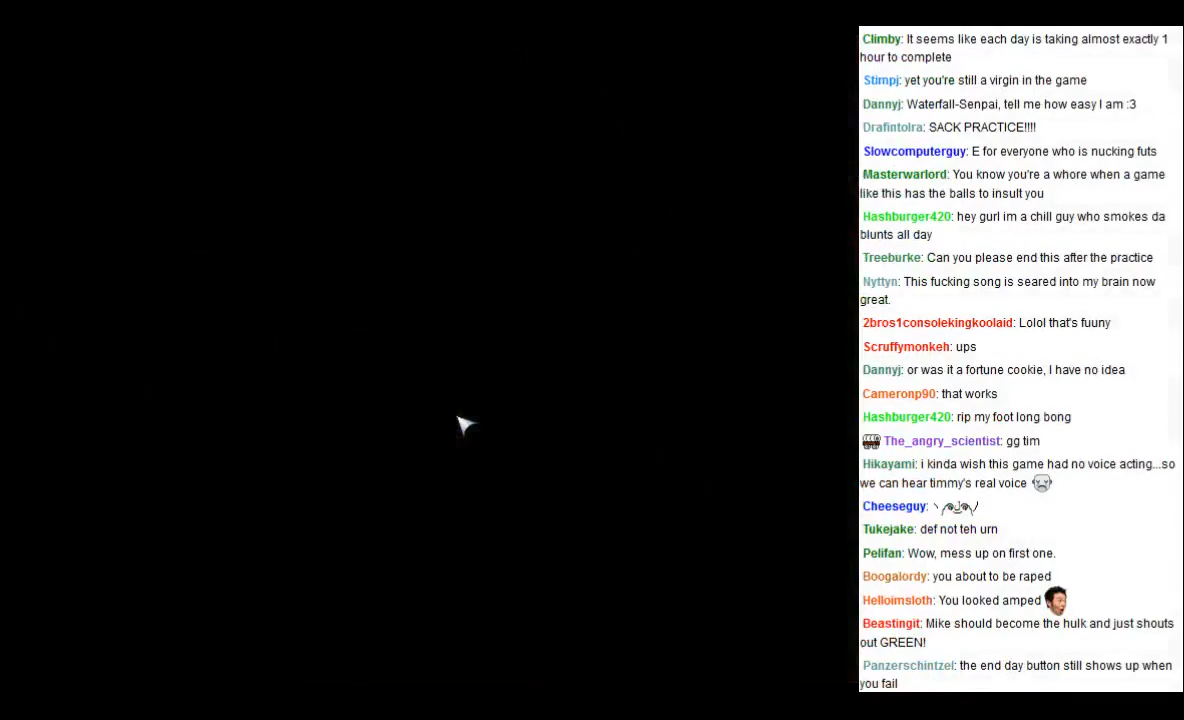 Climby: It seems like each day is taking almost exactly 1
hour to complete
Stimpj: yet you're still a virgin in the game
Dannyj: Waterfall-Senpai, tell me how easy I am :3
Drafintolra: SACK PRACTICE!!!!
Slowcomputerguy: E for everyone who is nucking futs
Masterwarlord: You know you're a whore when a game
like this has the balls to insult you
Hashburger420: hey gurl im a chill guy who smokes da
blunts all day
Treeburke: Can you please end this after the practice
Nyttyn: This fucking song is seared into my brain now
great.
2bros1consolekingkoolaid: Lolol that's fuuny
Scruffymonkeh: ups
Dannyj: or was it a fortune cookie, I have no idea
Cameronp90: that works
Hashburger420: rip my foot long bong
The_angry_scientist: gg tim
Hikayami: i kinda wish this game had no voice acting...so
we can hear timmy's real voice
Cheeseguy:
Tukejake: def not teh urn
Pelifan: Wow, mess up on first one.
Boogalordy: you about to be raped
Helloimsloth: You looked amped
Beastingit: Mike should become the hulk and just shouts
out GREEN!
Panzerschintzel: the end day button still shows up when
you fail